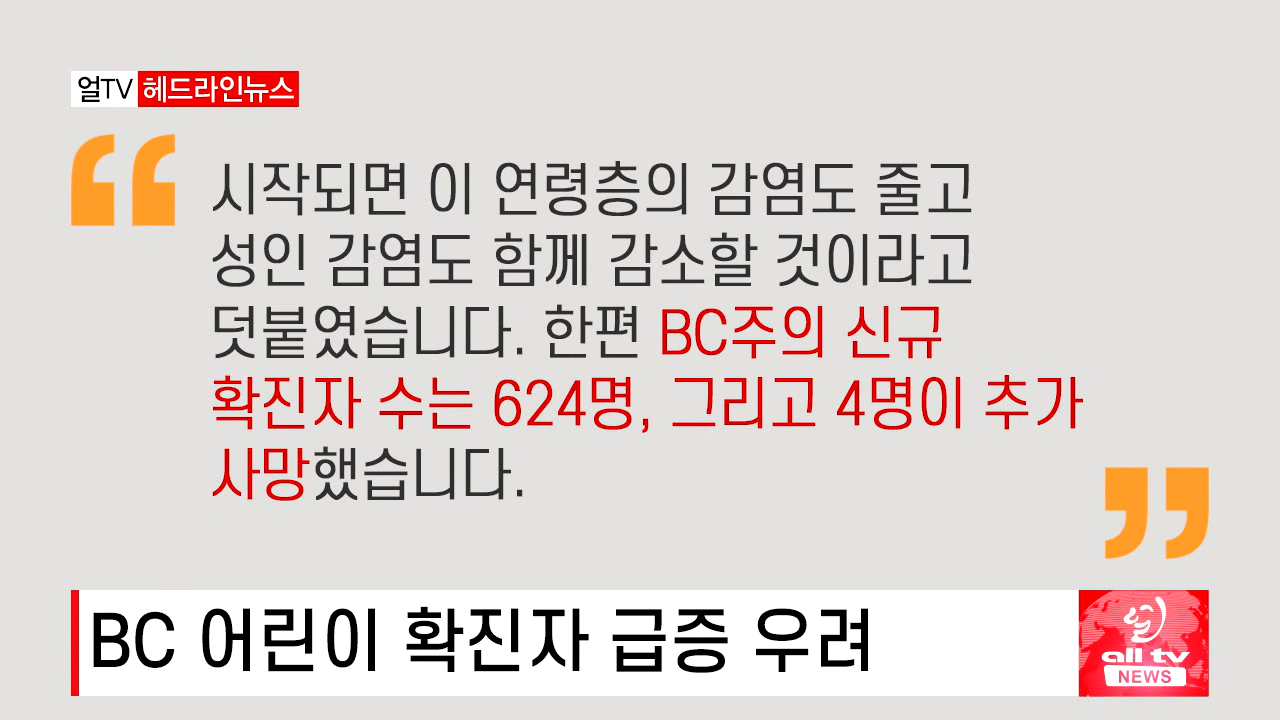 얼TV 헤드라인뉴스
시작되면 이 연령층의 감염도 줄고
성인 감염도 함께 감소할 것이라고
덧붙였습니다. 한편 BC주의 신규
확진자 수는 624명, 그리고 4명이 추가
사망했습니다.
BC 어린이 확진자 급증 우려
얼
all tv
NEWS